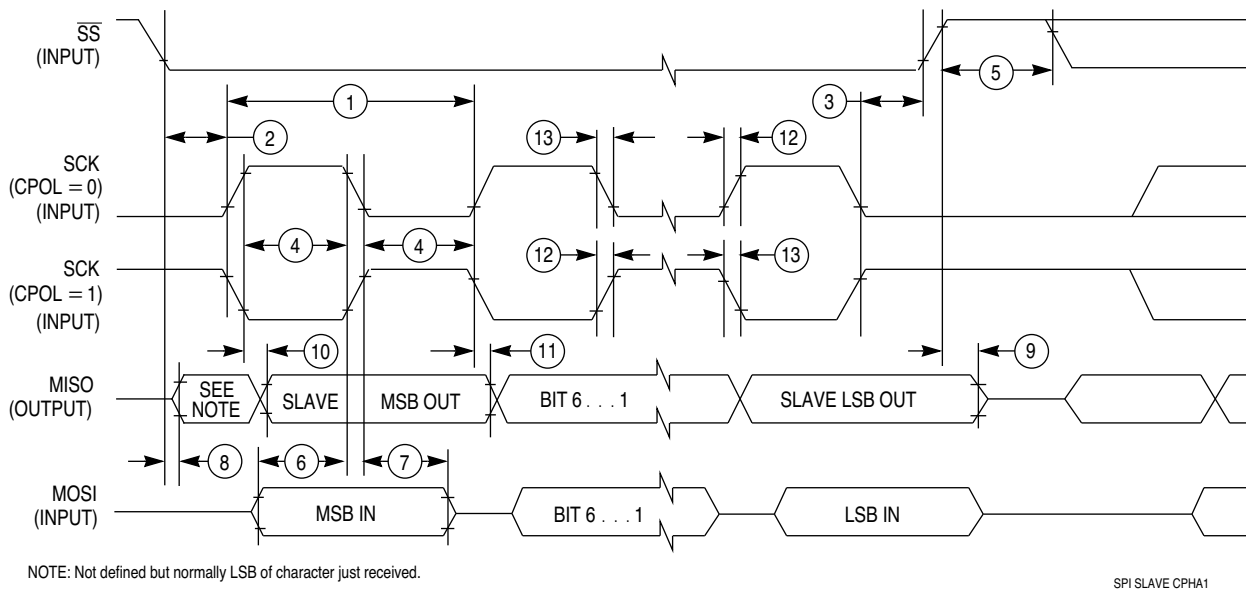 SS
(INPUT)
5
1
3
2
13
12
SCK
(CPOL = 0)
(INPUT)
4
4
12
13
SCK
(CPOL = 1)
(INPUT)
10
11
9
MISO
(OUTPUT)
SEE
NOTE
SLAVE
MSB OUT
BIT 6 . . . 1
SLAVE LSB OUT
8
6
7
MOSI
(INPUT)
MSB IN
BIT 6 . . . 1
LSB IN
NOTE: Not defined but normally LSB of character just received.
SPI SLAVE CPHA1